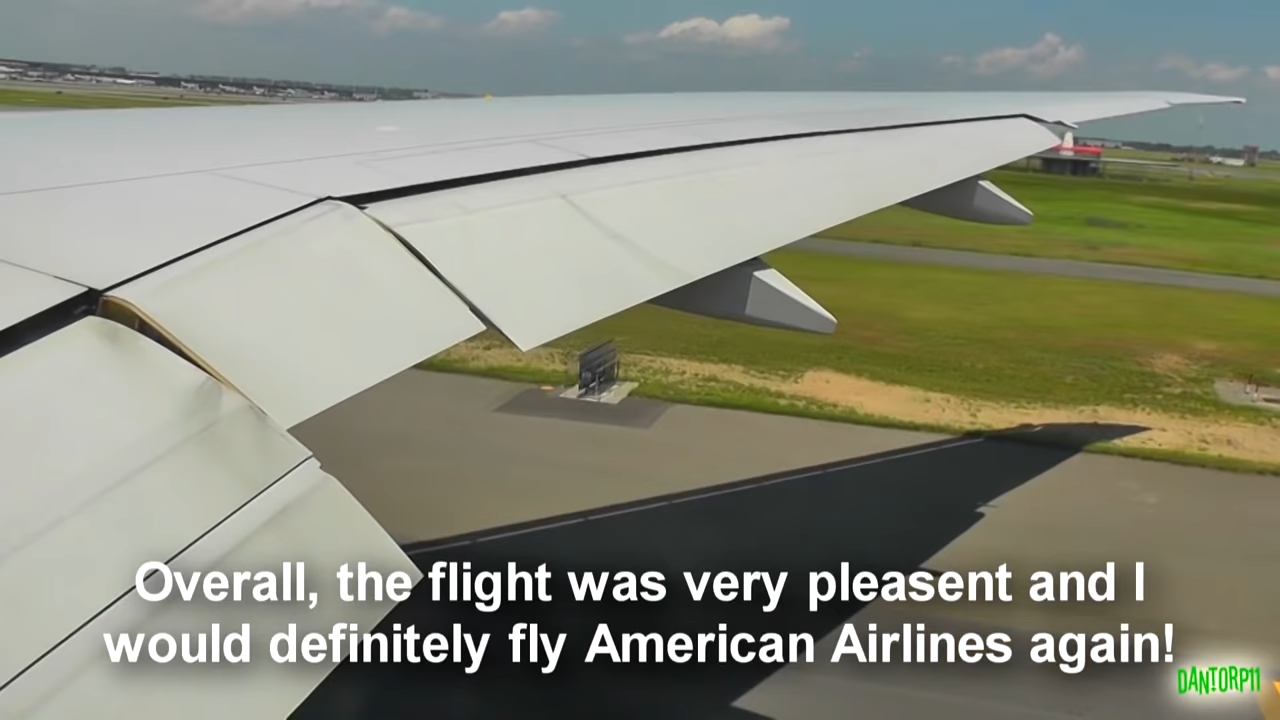 Overall, the flight was very pleasent and I
would definitely fly American Airlines again!
DANTORP11